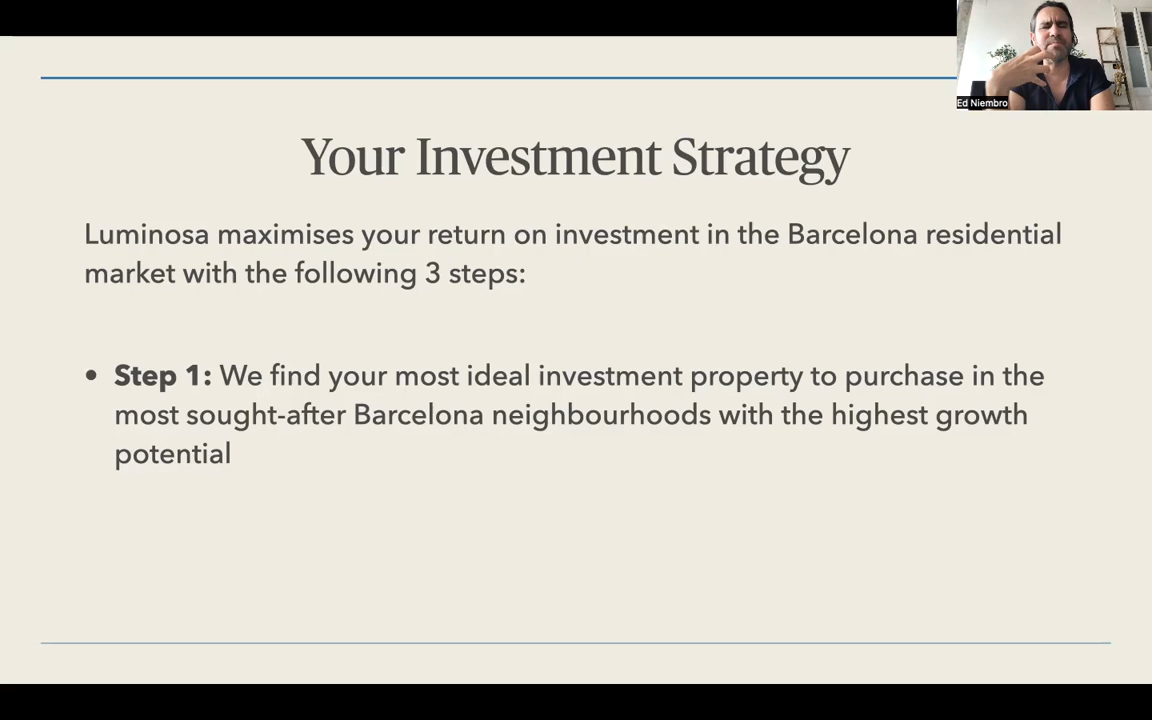 Ed Niembro
Your Investment Strategy
Luminosa maximises your return on investment in the Barcelona residential
market with the following 3 steps:
• Step 1: We find your most ideal investment property to purchase in the
most sought-after Barcelona neighbourhoods with the highest growth
potential